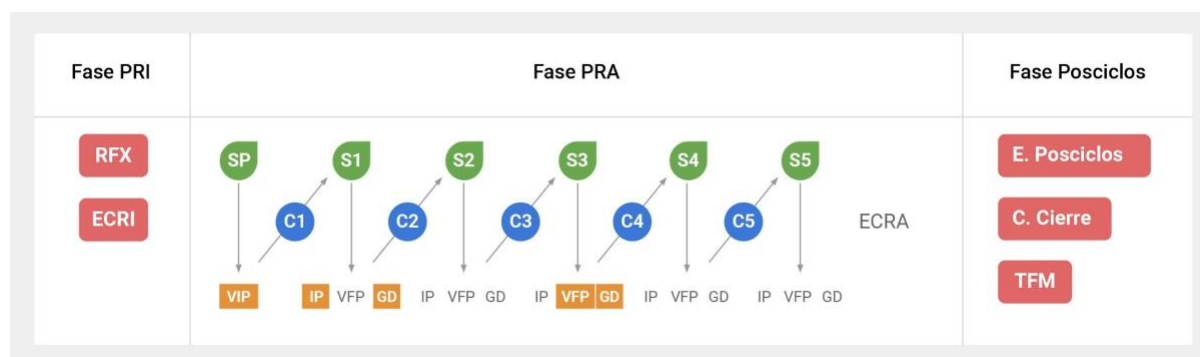 Fase PRI
Fase PRA
Fase Posciclos
RFX
ECRI
SP S1 S2 S3 S4 S5
C1 C2 C3 C4 C5
ECRA
VIP IP VFP GD IP VFP GD IP VFP GD IP VFP GD IP VFP GD
E. Posciclos
C. Cierre
TFM